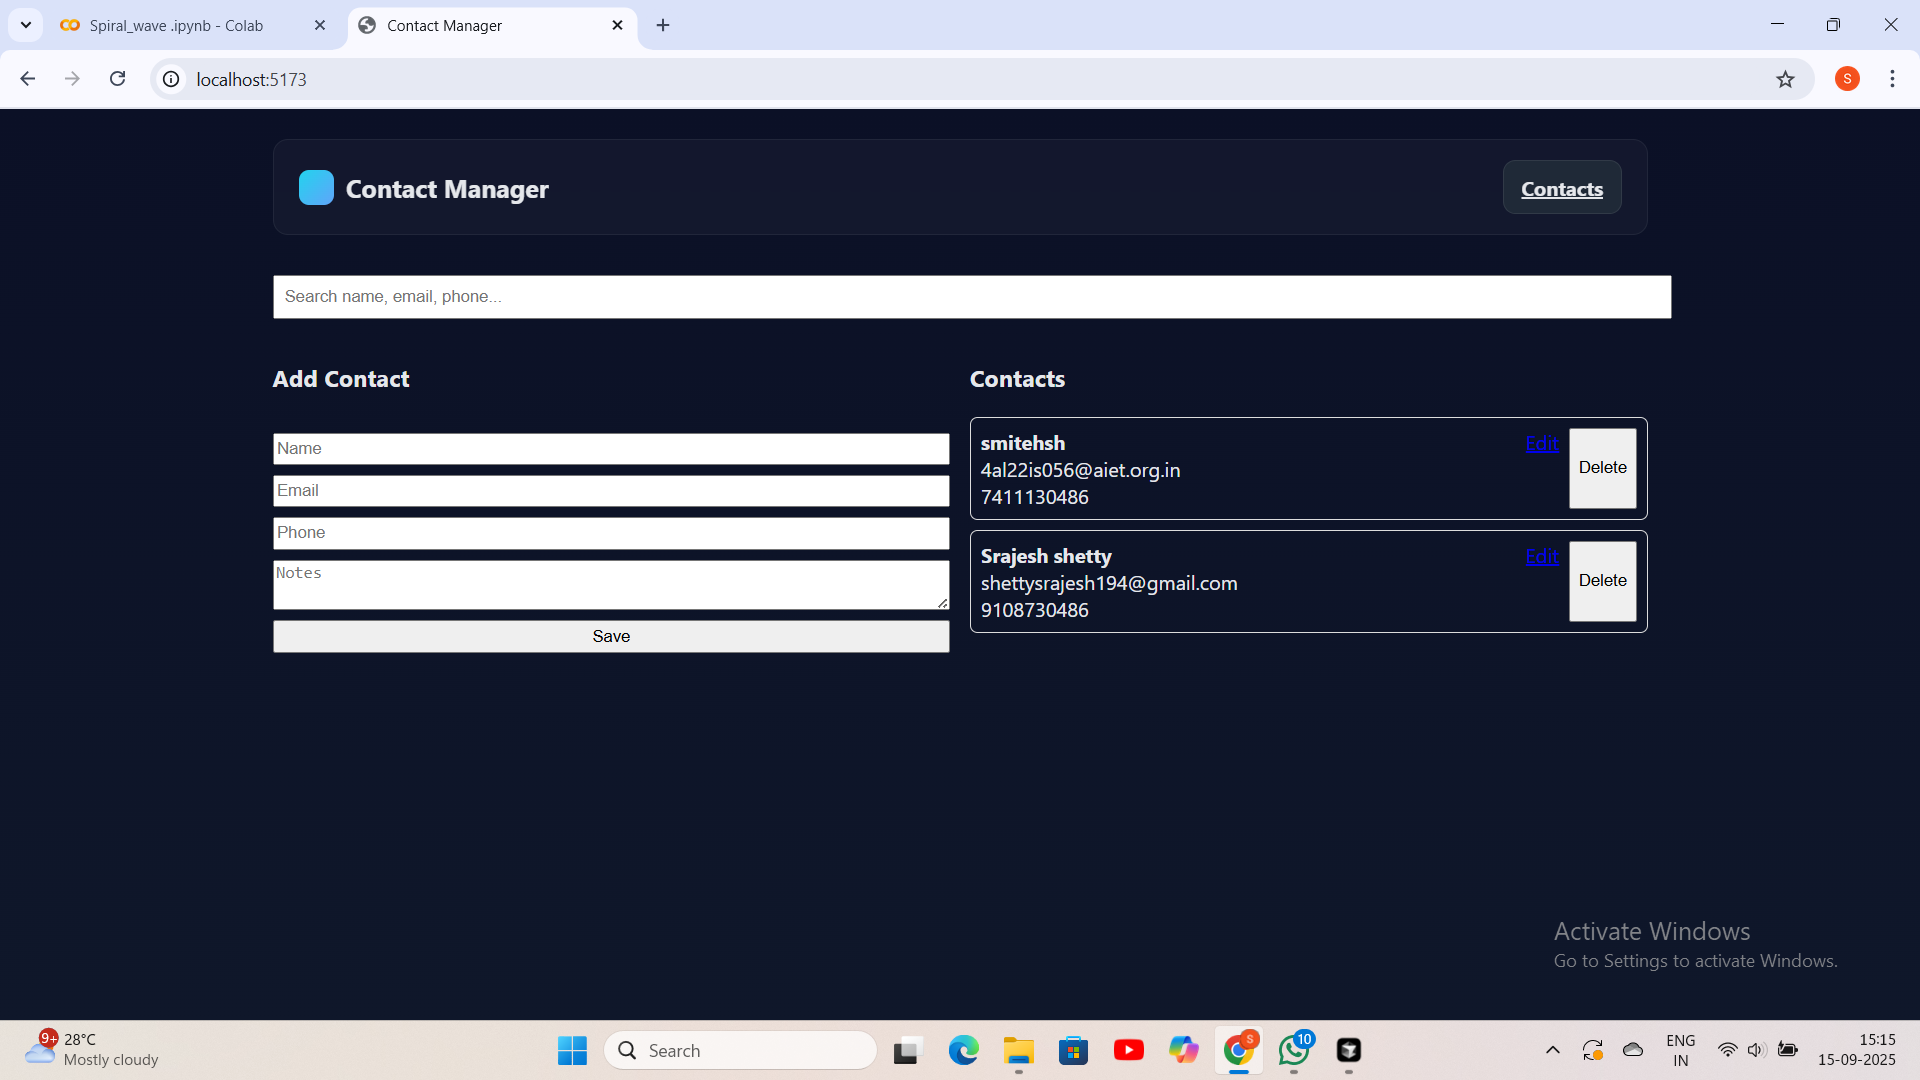 Spiral_wave .ipynb - Colab
Contact Manager
localhost:5173
S
Contact Manager
Contacts
Search name, email, phone...
Add Contact
Name
Email
Phone
Notes
Save
Contacts
smitehsh
4al22is056@aiet.org.in
7411130486
Edit
Delete
Srajesh shetty
shettysrajesh194@gmail.com
9108730486
Edit
Delete
Activate Windows
Go to Settings to activate Windows.
9+
28°C
Mostly cloudy
Search
S
10
ENG
IN
15:15
15-09-2025